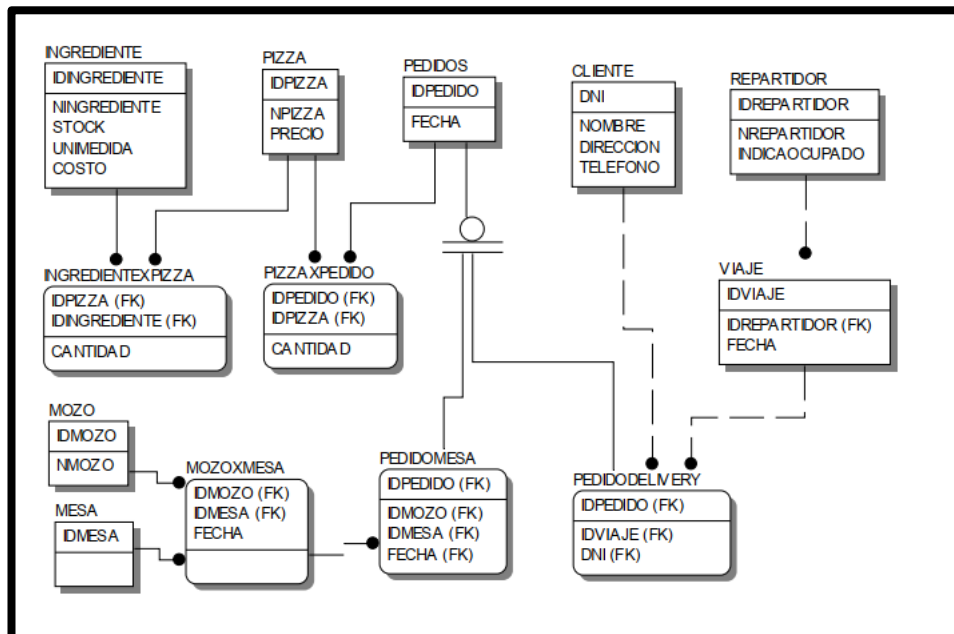 INGREDIENTE
IDINGREDIENTE
NINGREDIENTE
STOCK
UNIMEDIDA
COSTO
PIZZA
IDPIZZA
NPIZZA
PRECIO
PEDIDOS
IDPEDIDO
FECHA
CLIENTE
DNI
NOMBRE
DIRECCION
TELEFONO
REPARTIDOR
IDREPARTIDOR
NREPARTIDOR
INDICAOCUPADO
INGREDIENTEXPIZZA
IDPIZZA (FK)
IDINGREDIENTE (FK)
CANTIDAD
PIZZAXPEDIDO
IDPEDIDO (FK)
IDPIZZA (FK)
CANTIDAD
VIAJE
IDVIAJE
IDREPARTIDOR (FK)
FECHA
MOZO
IDMOZO
NMOZO
MESA
IDMESA
MOZOXMESA
IDMOZO (FK)
IDMESA (FK)
FECHA
PEDIDOMESA
IDPEDIDO (FK)
IDMOZO (FK)
IDMESA (FK)
FECHA (FK)
PEDIDODELIVERY
IDPEDIDO (FK)
IDVIAJE (FK)
DNI (FK)